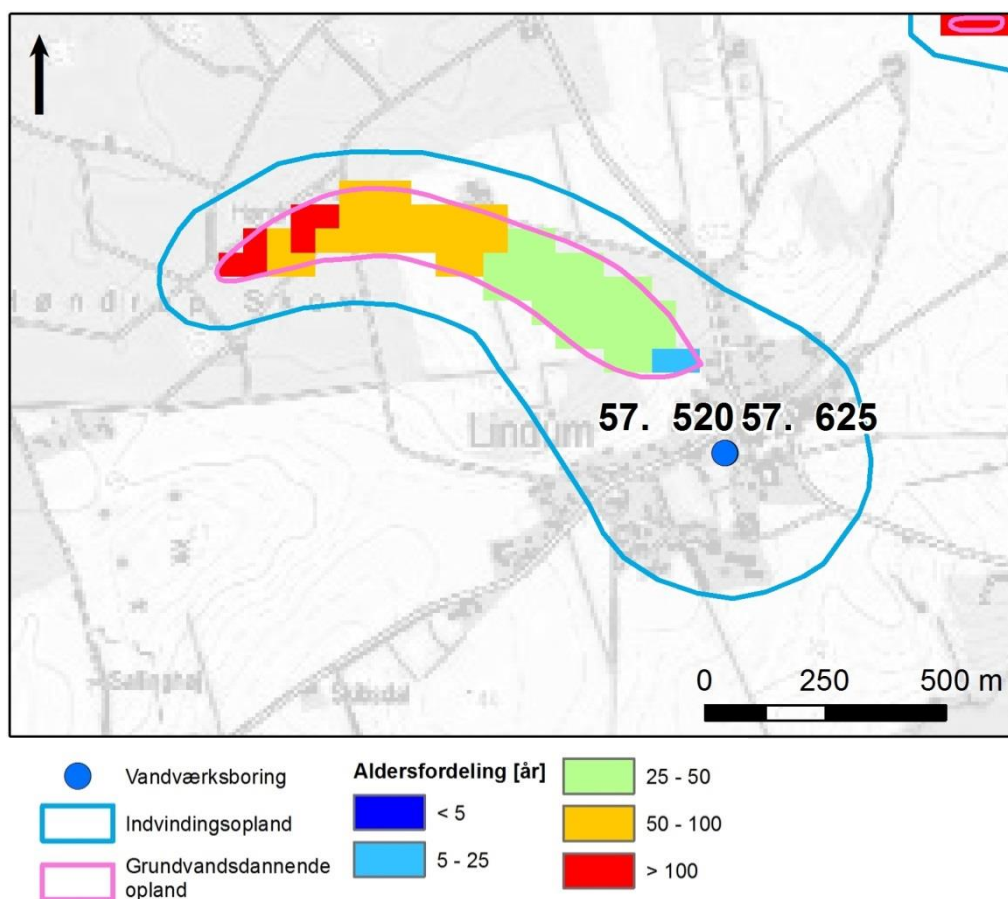 Lindum
57. 520 57. 625
0 250 500 m
Vandværksboring
Indvindingsopland
Grundvandsdannende
opland
Aldersfordeling [år]
< 5
5 - 25
25 - 50
50 - 100
> 100